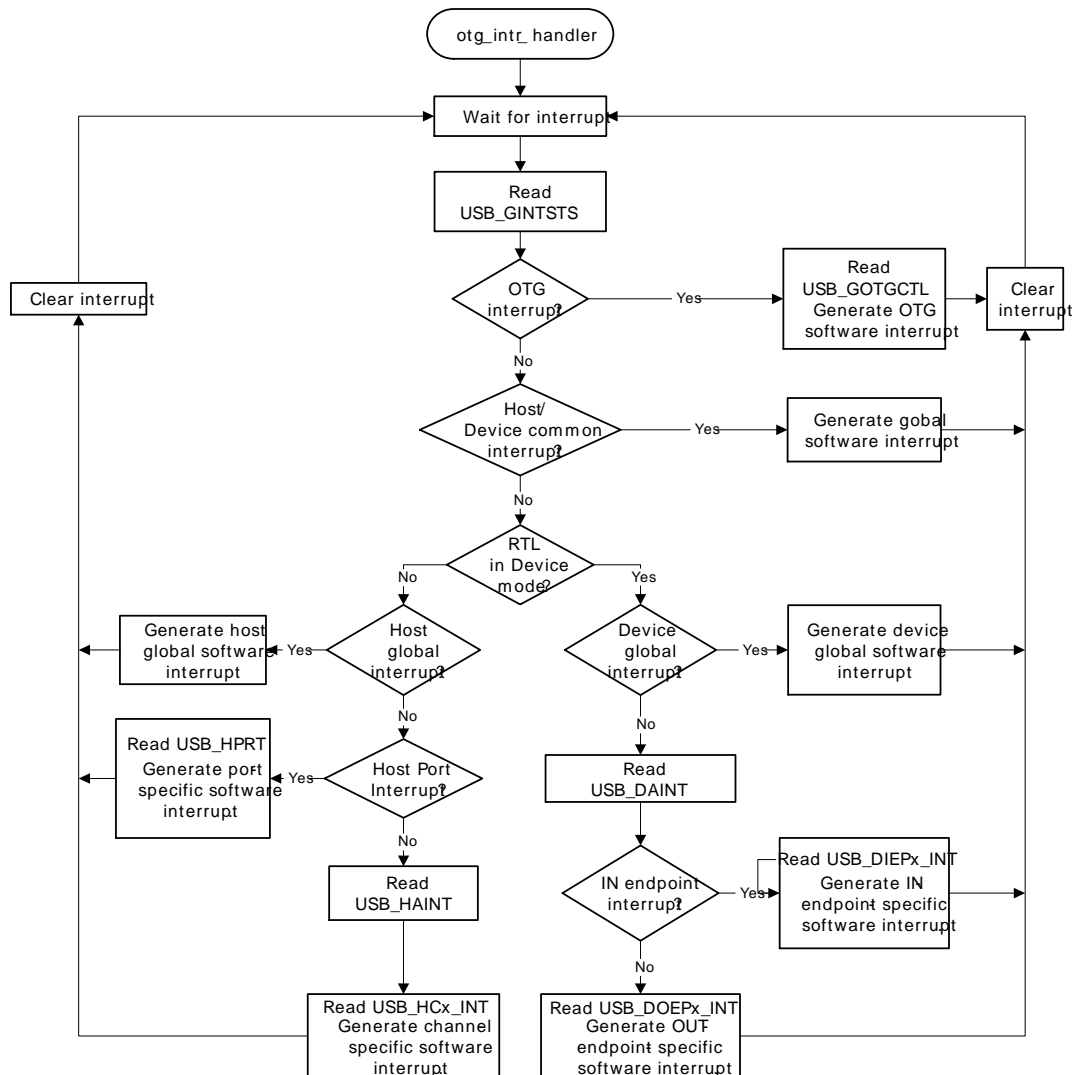 otg_intr_handler
Wait for interrupt
Read
USB_GINTSTS
Clear interrupt
OTG
interrupt?
Yes
Read
USB_GOTGCTL
Generate OTG
software interrupt
Clear
interrupt
No
Host/
Device common
interrupt?
Yes
Generate gobal
software interrupt
No
RTL
in Device
mode?
No
Yes
Generate host
global software
interrupt
Yes
Host
global
interrupt?
Device
global
interrupt?
Yes
Generate device
global software
interrupt
No
No
Read USB_HPRT
Generate port-
specific software
interrupt.
Yes
Host Port
Interrupt?
Read
USB_DAINT
No
Read
USB_HAINT
IN endpoint
interrupt?
Yes
Read USB_DIEPx_INT
Generate IN-
endpoint- specific
software interrupt.
No
Read USB_HCx_INT
Generate channel
specific software
interrupt.
Read USB_DOEPx_INT
Generate OUT-
endpoint- specific
software interrupt